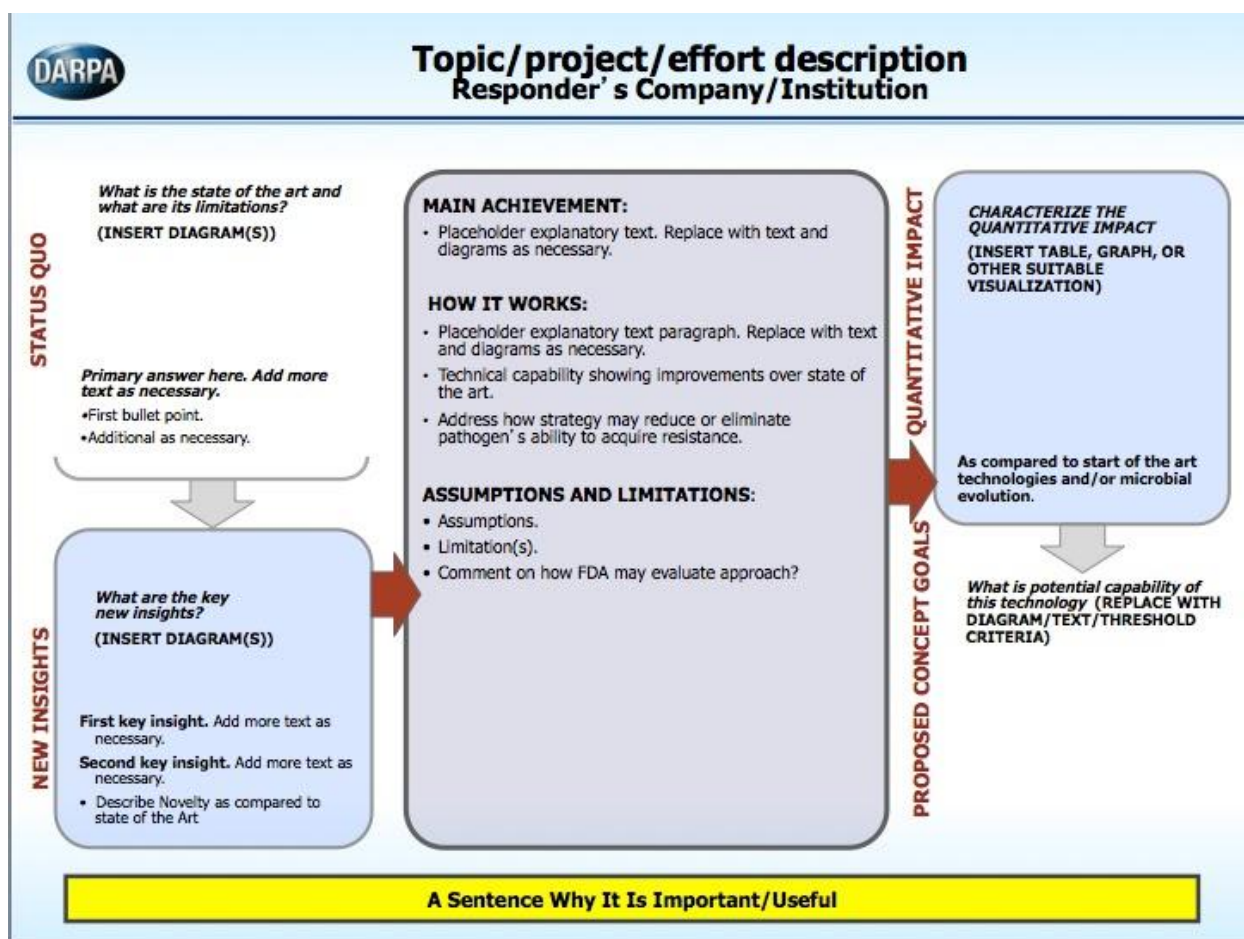 DARPA
Topic/project/effort description
Responder's Company/Institution
STATUS QUO
What is the state of the art and
what are its limitations?
(INSERT DIAGRAM(S))
Primary answer here. Add more
text as necessary.
•First bullet point.
•Additional as necessary.
NEW INSIGHTS
What are the key
new insights?
(INSERT DIAGRAM(S))
First key insight. Add more text as
necessary.
Second key insight. Add more text as
necessary.
• Describe Novelty as compared to
state of the Art
MAIN ACHIEVEMENT:
• Placeholder explanatory text. Replace with text and
diagrams as necessary.
HOW IT WORKS:
• Placeholder explanatory text paragraph. Replace with text
and diagrams as necessary.
• Technical capability showing improvements over state of
the art.
• Address how strategy may reduce or eliminate
pathogen's ability to acquire resistance.
ASSUMPTIONS AND LIMITATIONS:
• Assumptions.
• Limitation(s).
• Comment on how FDA may evaluate approach?
QUANTITATIVE IMPACT
CHARACTERIZE THE
QUANTITATIVE IMPACT
(INSERT TABLE, GRAPH, OR
OTHER SUITABLE
VISUALIZATION)
As compared to start of the art
technologies and/or microbial
evolution.
PROPOSED CONCEPT GOALS
What is potential capability of
this technology (REPLACE WITH
DIAGRAM/TEXT/THRESHOLD
CRITERIA)
A Sentence Why It Is Important/Useful